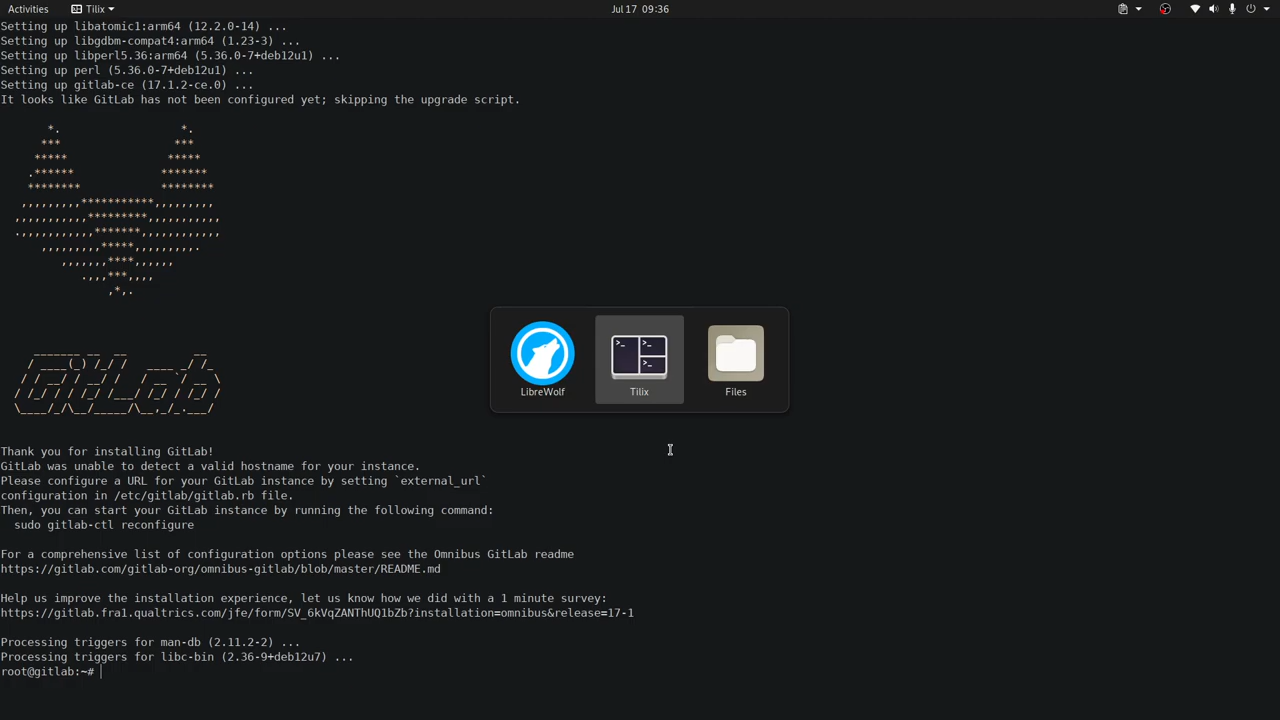 Activities
Tilix
Jul 17 09:36
Setting up libatomic1:arm64 (12.2.0-14) ...
Setting up libgdbm-compat4:arm64 (1.23-3) ...
Setting up libperl5.36:arm64 (5.36.0-7+deb12u1) ...
Setting up perl (5.36.0-7+deb12u1) ...
Setting up gitlab-ce (17.1.2-ce.0) ...
It looks like GitLab has not been configured yet; skipping the upgrade script.
GitLab
LibreWolf
Tilix
Files
Thank you for installing GitLab!
GitLab was unable to detect a valid hostname for your instance.
Please configure a URL for your GitLab instance by setting `external_url`
configuration in /etc/gitlab/gitlab.rb file.
Then, you can start your GitLab instance by running the following command:
sudo gitlab-ctl reconfigure
For a comprehensive list of configuration options please see the Omnibus GitLab readme
https://gitlab.com/gitlab-org/omnibus-gitlab/blob/master/README.md
Help us improve the installation experience, let us know how we did with a 1 minute survey:
https://gitlab.fra1.qualtrics.com/jfe/form/SV_6kVqZANThUQ1bZb?installation=omnibus&release=17-1
Processing triggers for man-db (2.11.2-2) ...
Processing triggers for libc-bin (2.36-9+deb12u7) ...
root@gitlab:~#